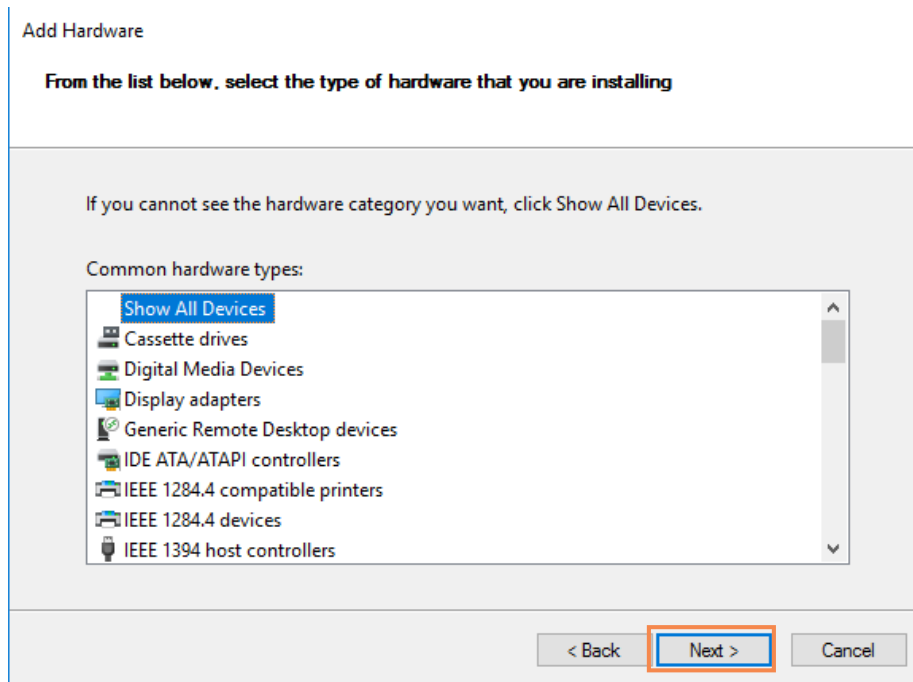 Add Hardware
From the list below, select the type of hardware that you are installing
If you cannot see the hardware category you want, click Show All Devices.
Common hardware types:
Show All Devices
Cassette drives
Digital Media Devices
Display adapters
Generic Remote Desktop devices
IDE ATA/ATAPI controllers
IEEE 1284.4 compatible printers
IEEE 1284.4 devices
IEEE 1394 host controllers
< Back Next > Cancel